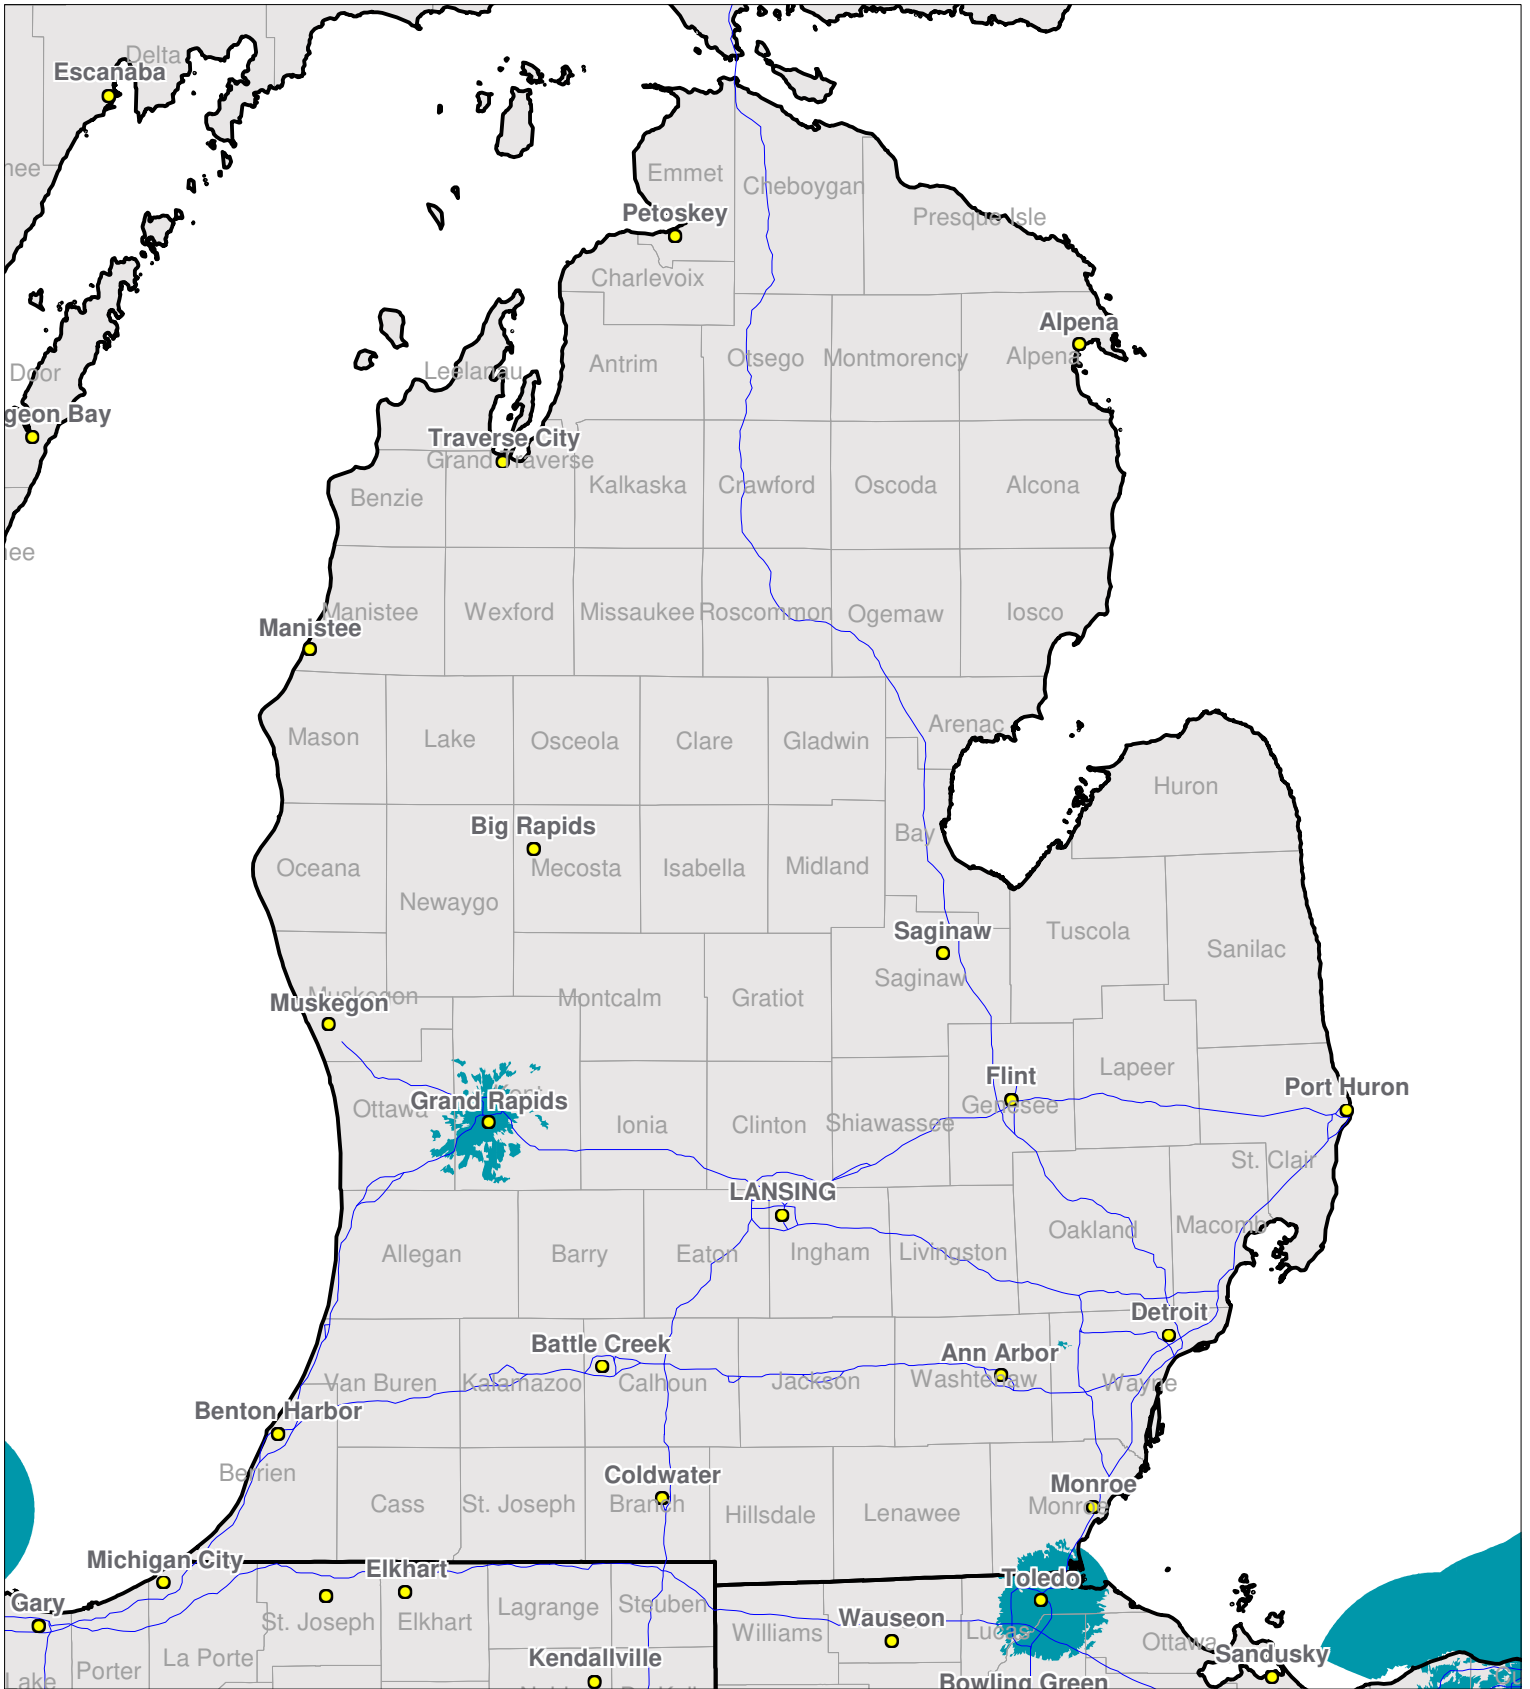 Delta
Escanaba
nee
Emmet
Cheboygan
Petoskey
Presque Isle
Charlevoix
Alpena
Door
Leelanau
Antrim
Otsego
Montmorency
Alpena
geon Bay
Traverse City
Grand Traverse
Benzie
Kalkaska
Crawford
Oscoda
Alcona
ee
Manistee
Wexford
Missaukee
Roscommon
Ogemaw
Iosco
Manistee
Mason
Lake
Osceola
Clare
Gladwin
Arenac
Huron
Big Rapids
Bay
Oceana
Mecosta
Isabella
Midland
Newaygo
Saginaw
Tuscola
Sanilac
Saginaw
Muskegon
Muskegon
Montcalm
Gratiot
Flint
Lapeer
Port Huron
Kent
Grand Rapids
Ottawa
Genesee
Ionia
Clinton
Shiawassee
St. Clair
LANSING
Oakland
Macomb
Allegan
Barry
Eaton
Ingham
Livingston
Detroit
Battle Creek
Ann Arbor
Van Buren
Kalamazoo
Calhoun
Jackson
Washtenaw
Wayne
Benton Harbor
Berrien
Coldwater
Monroe
Cass
St. Joseph
Branch
Hillsdale
Lenawee
Monroe
Michigan City
Elkhart
Toledo
Gary
Lagrange
Steuben
St. Joseph
Elkhart
Wauseon
Williams
Lucas
Ottawa
La Porte
Porter
Kendallville
Sandusky
Lake
Bowling Green